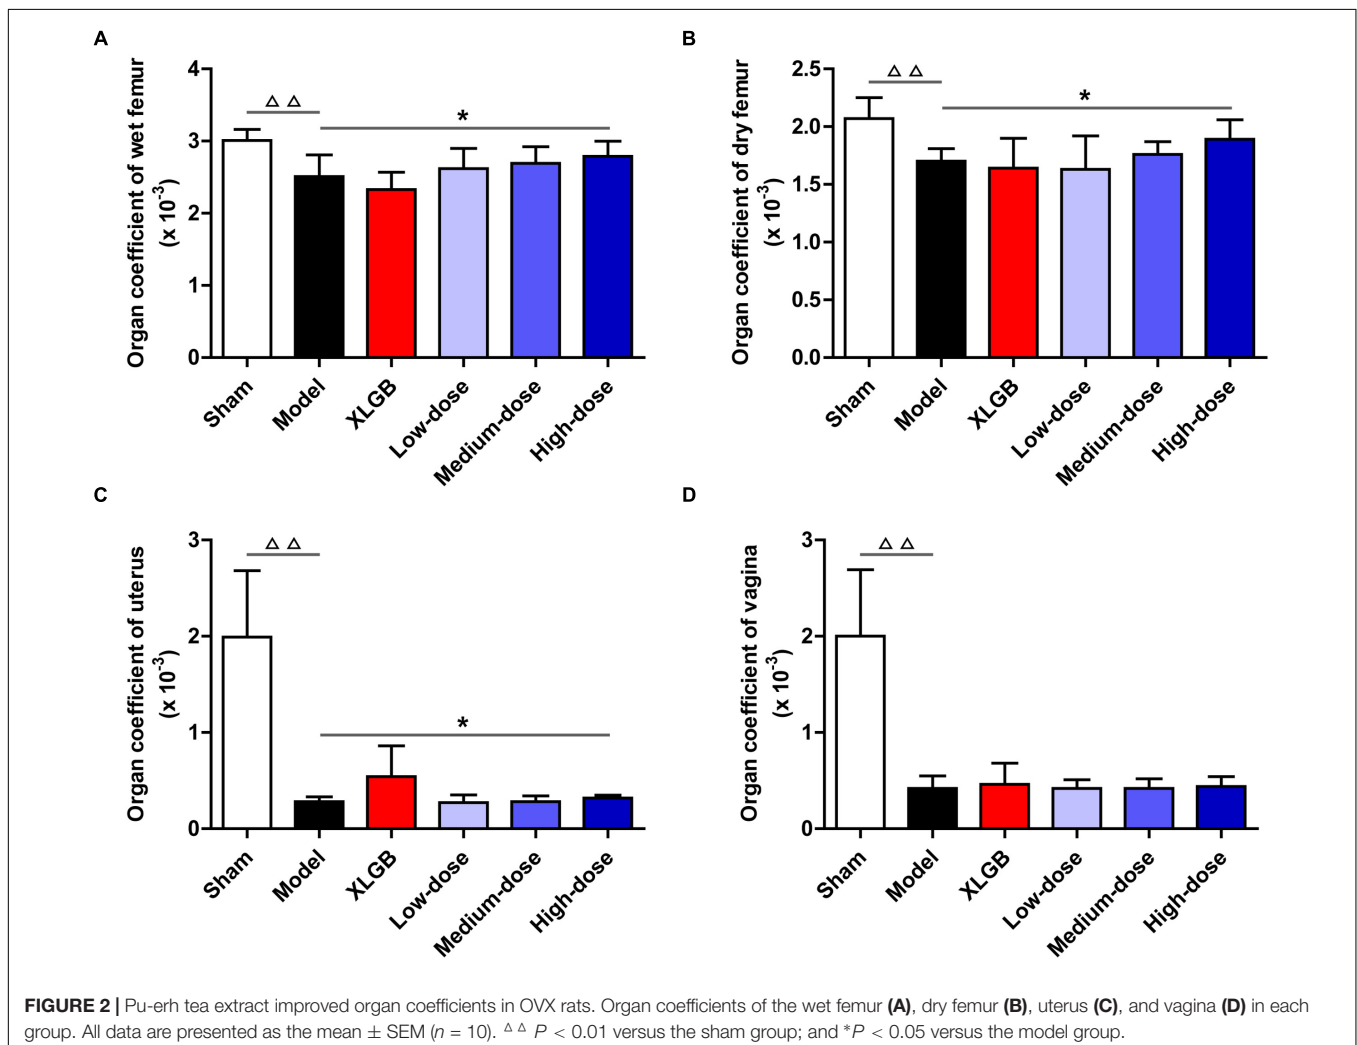 A
Organ coefficient of wet femur
(x 10-3)
4
3
2
1
0
△ △
*
Sham
Model
XLGB
Low-dose
Medium-dose
High-dose
B
Organ coefficient of dry femur
(x 10-3)
2.5
2.0
1.5
1.0
0.5
0.0
△ △
*
Sham
Model
XLGB
Low-dose
Medium-dose
High-dose
C
Organ coefficient of uterus
(x 10-3)
3
2
1
0
△ △
*
Sham
Model
XLGB
Low-dose
Medium-dose
High-dose
D
Organ coefficient of vagina
(x 10-3)
3
2
1
0
△ △
Sham
Model
XLGB
Low-dose
Medium-dose
High-dose
FIGURE 2 | Pu-erh tea extract improved organ coefficients in OVX rats. Organ coefficients of the wet femur (A), dry femur (B), uterus (C), and vagina (D) in each
group. All data are presented as the mean ± SEM (n = 10). △ △ P < 0.01 versus the sham group; and *P < 0.05 versus the model group.